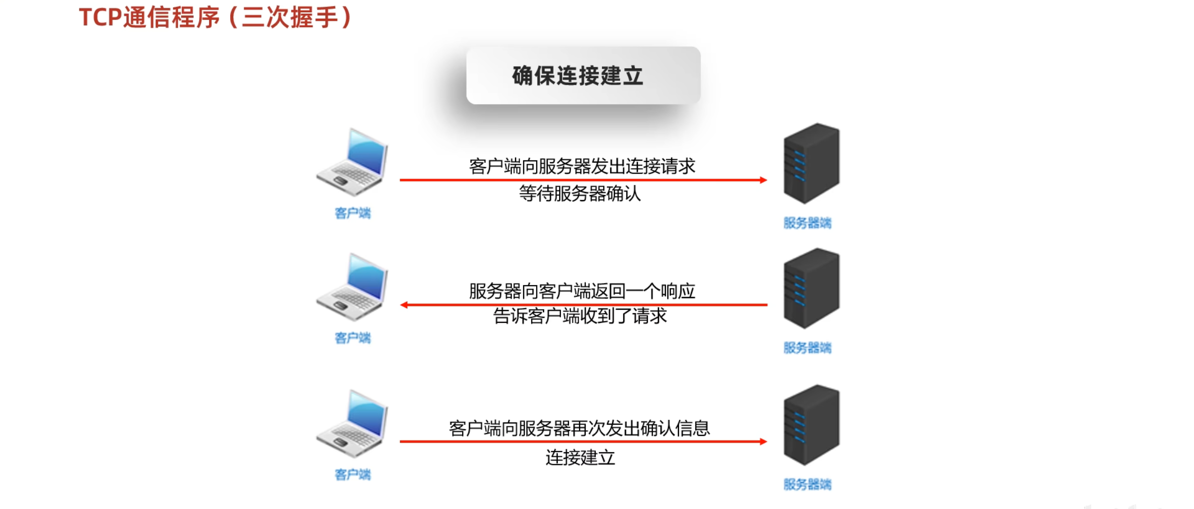 TCP通信程序（三次握手）
确保连接建立
客户端向服务器发出连接请求
等待服务器确认
客户端
服务器端
服务器向客户端返回一个响应
告诉客户端收到了请求
客户端
服务器端
客户端向服务器再次发出确认信息
连接建立
客户端
服务器端